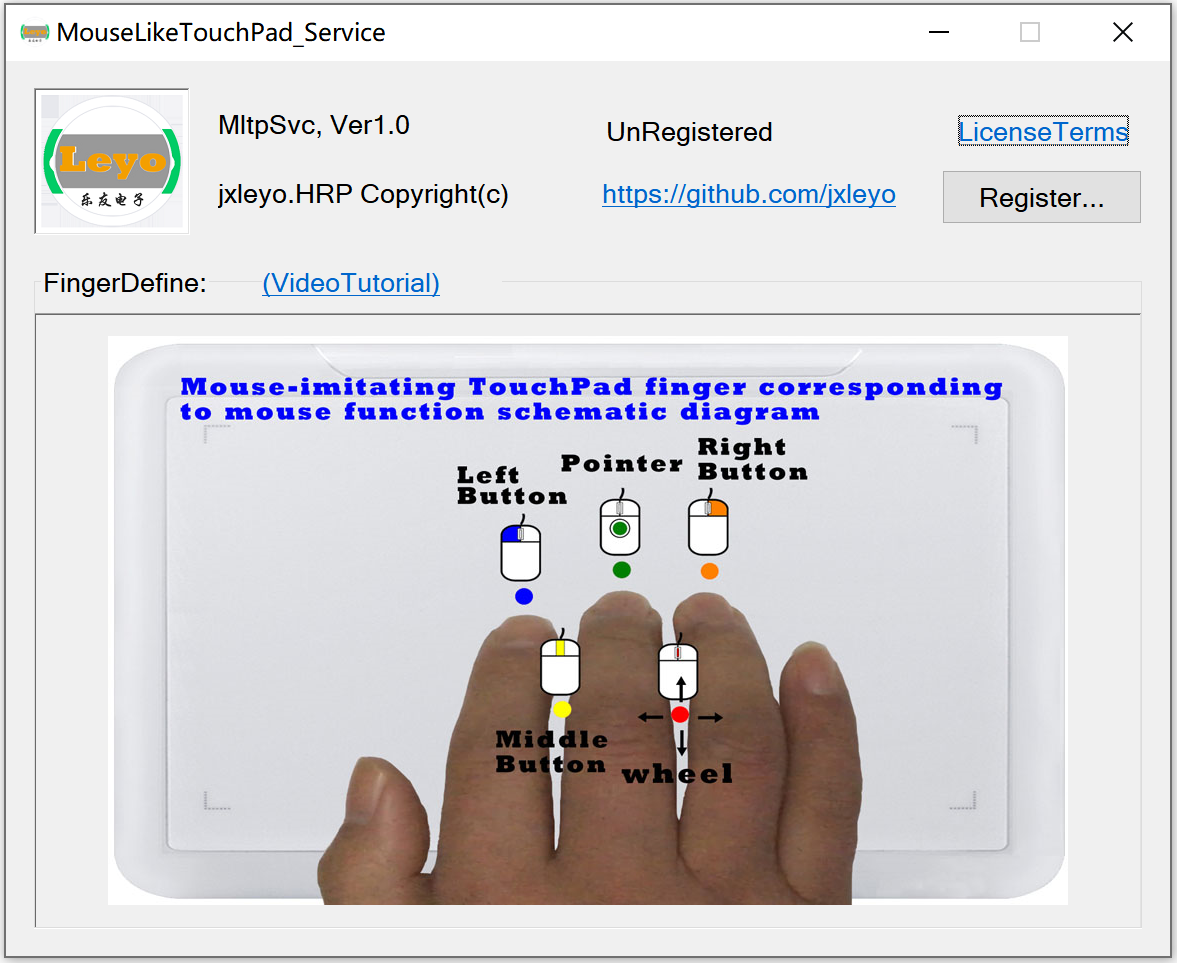 MouseLikeTouchPad_Service
Leyo
乐友电子
MltpSvc, Ver1.0
UnRegistered
LicenseTerms
jxleyo.HRP Copyright(c)
https://github.com/jxleyo
Register...
FingerDefine:
(VideoTutorial)
Mouse-imitating TouchPad finger corresponding
to mouse function schematic diagram
Left
Button
Pointer
Right
Button
Middle
Button
wheel